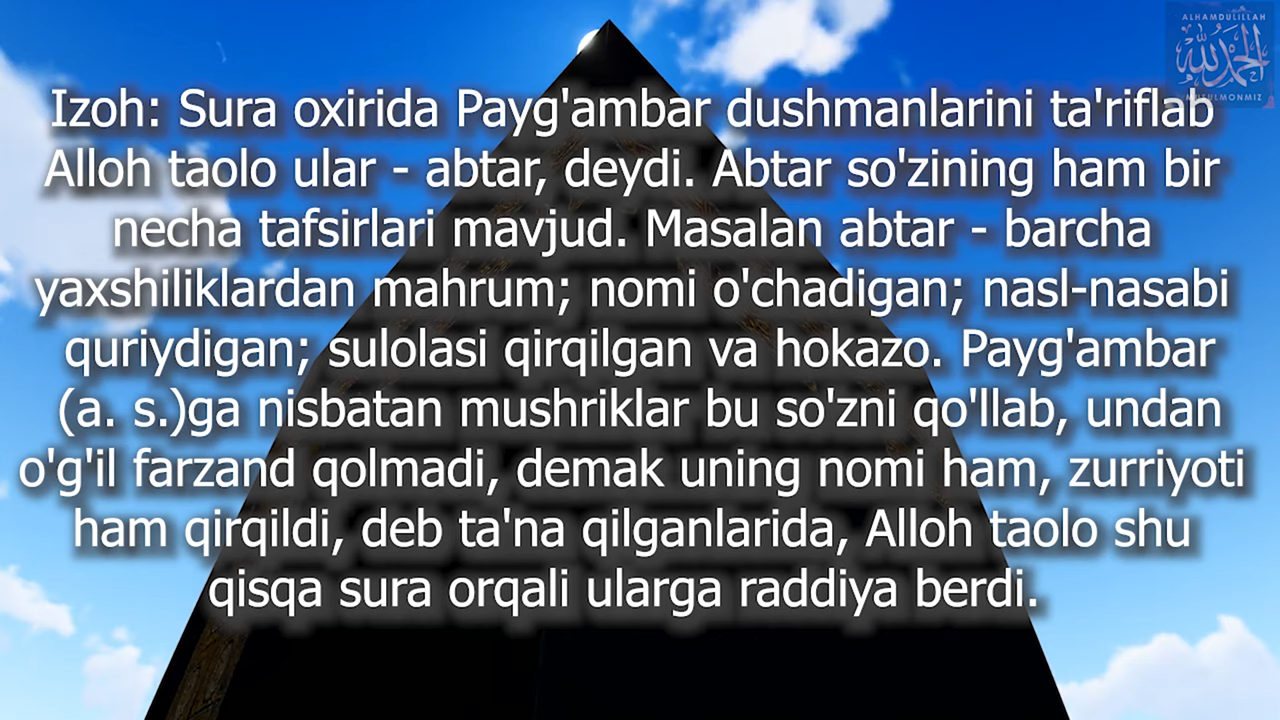 ALHAMDULILLAH
الحمد لله
MUSULMONMIZ
Izoh: Sura oxirida Payg'ambar dushmanlarini ta'riflab
Alloh taolo ular - abtar, deydi. Abtar so'zining ham bir
necha tafsirlari mavjud. Masalan abtar - barcha
yaxshiliklardan mahrum; nomi o'chadigan; nasl-nasabi
quriydigan; sulolasi qirqilgan va hokazo. Payg'ambar
(a. s.)ga nisbatan mushriklar bu so'zni qo'llab, undan
o'g'il farzand qolmadi, demak uning nomi ham, zurriyoti
ham qirqildi, deb ta'na qilganlarida, Alloh taolo shu
qisqa sura orqali ularga raddiya berdi.